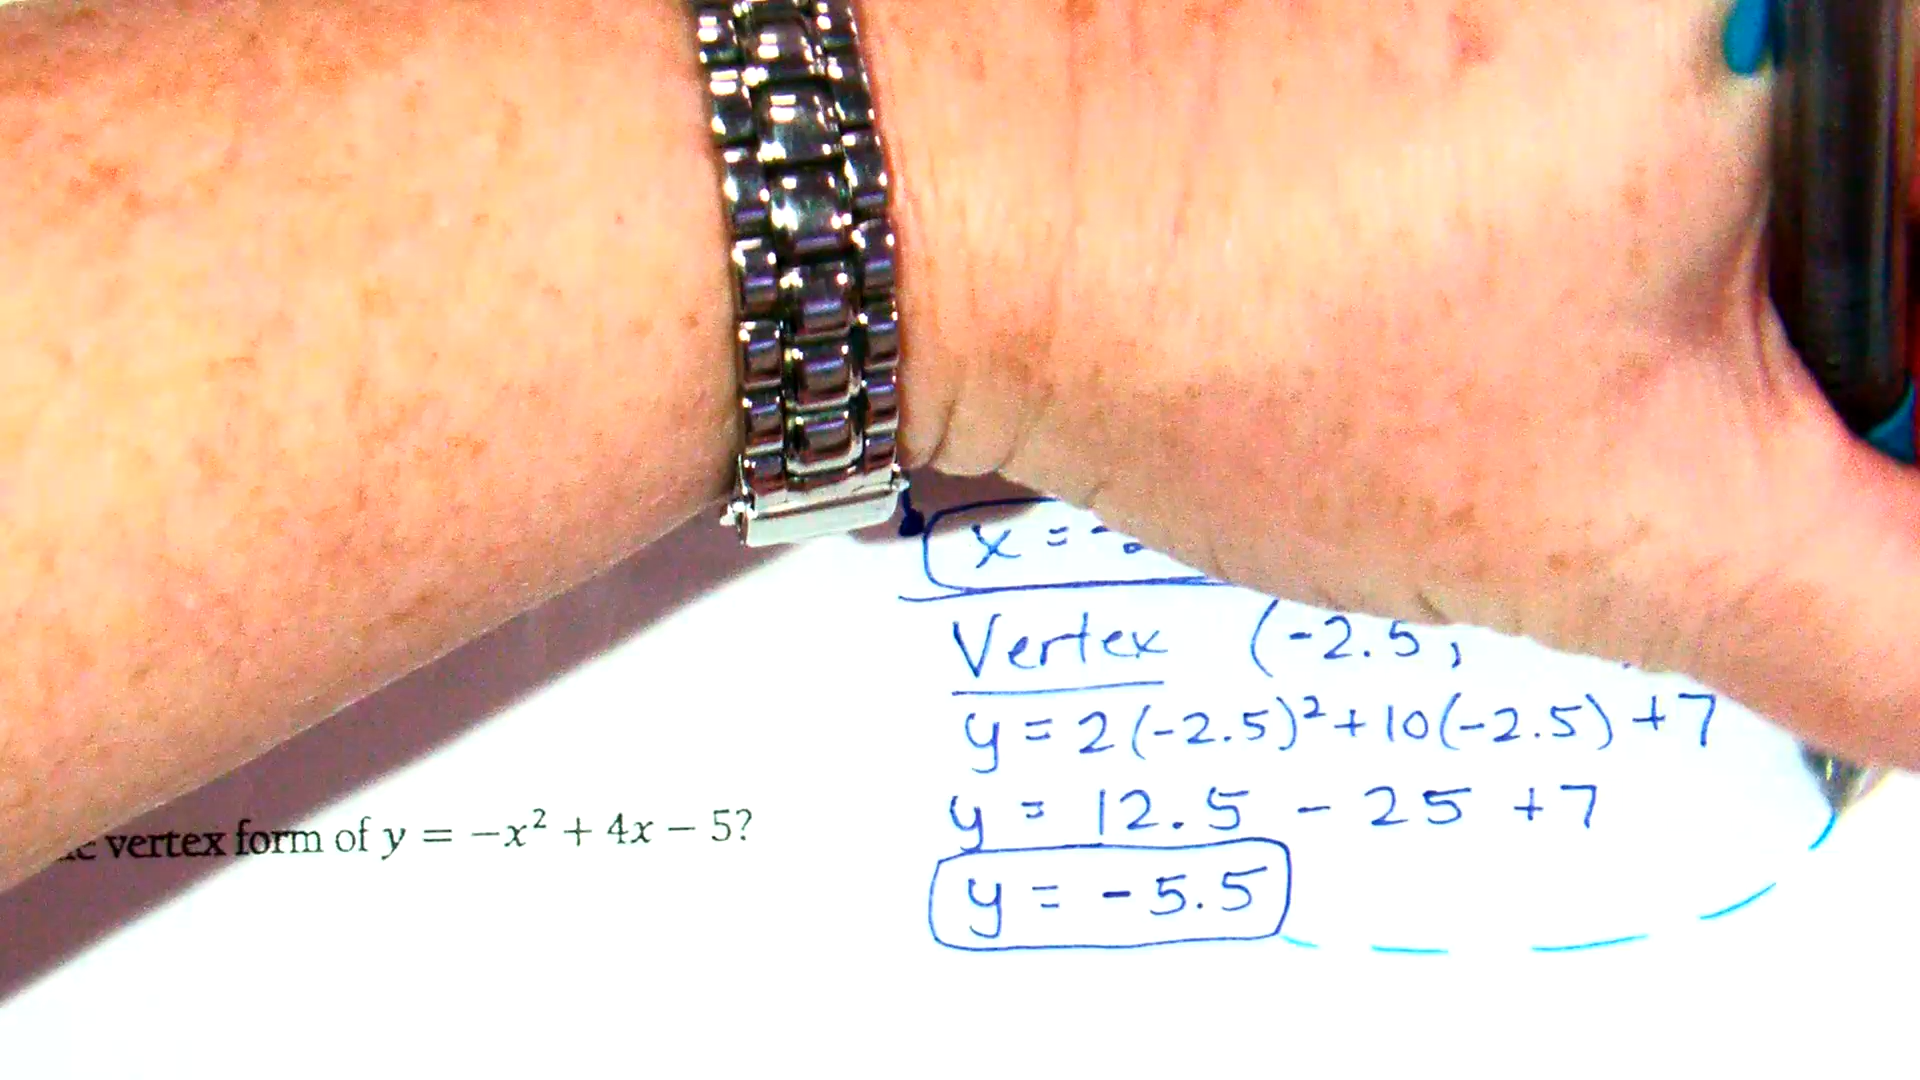 x = -2
Vertex (-2.5,
y = 2(-2.5)² + 10(-2.5) + 7
y = 12.5 - 25 + 7
vertex form of y = −x² + 4x − 5?
y = -5.5